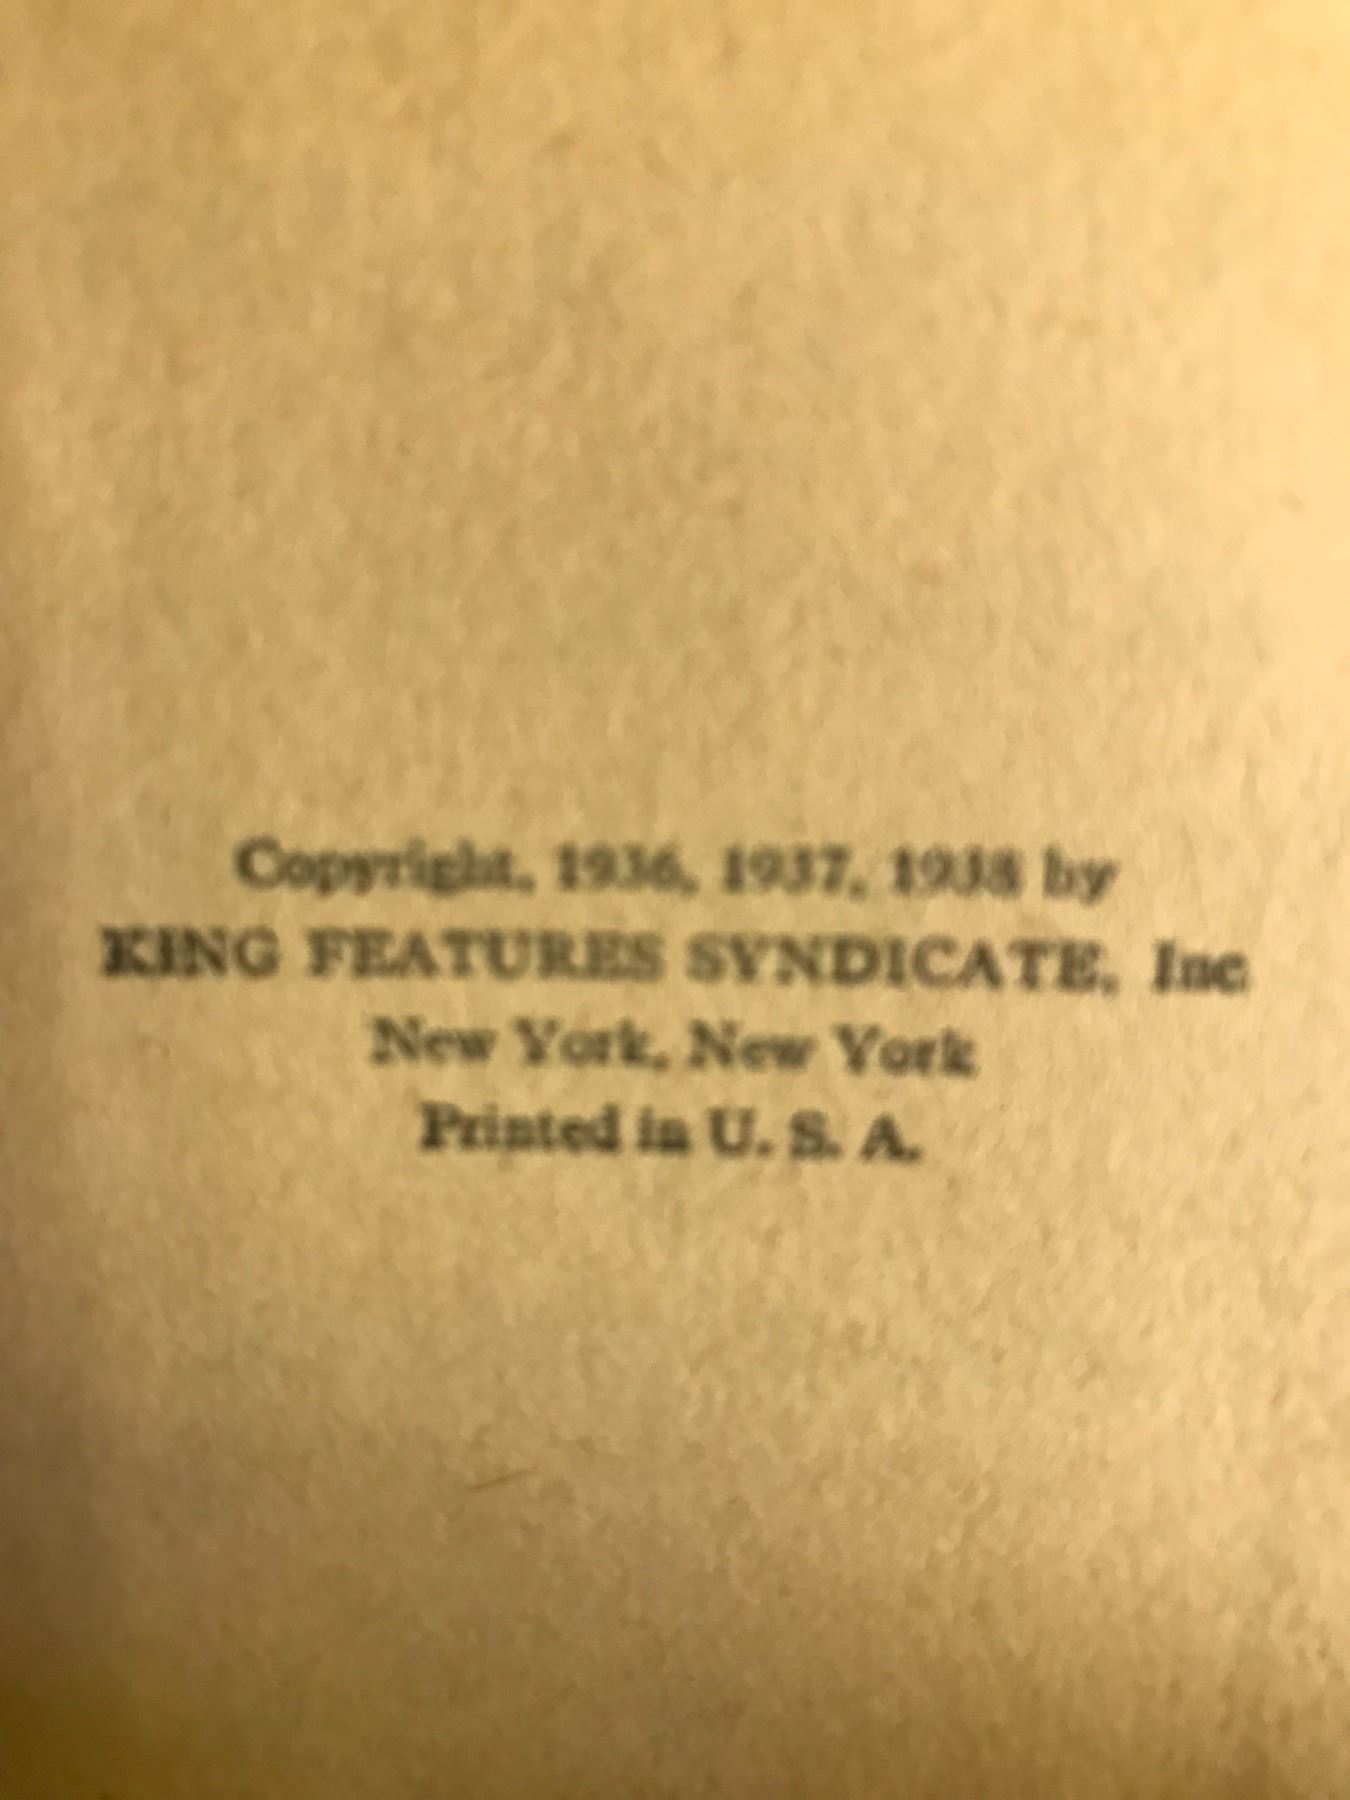 Copyright, 1936, 1937, 1938 by
KING FEATURES SYNDICATE, Inc
New York, New York
Printed in U. S. A.